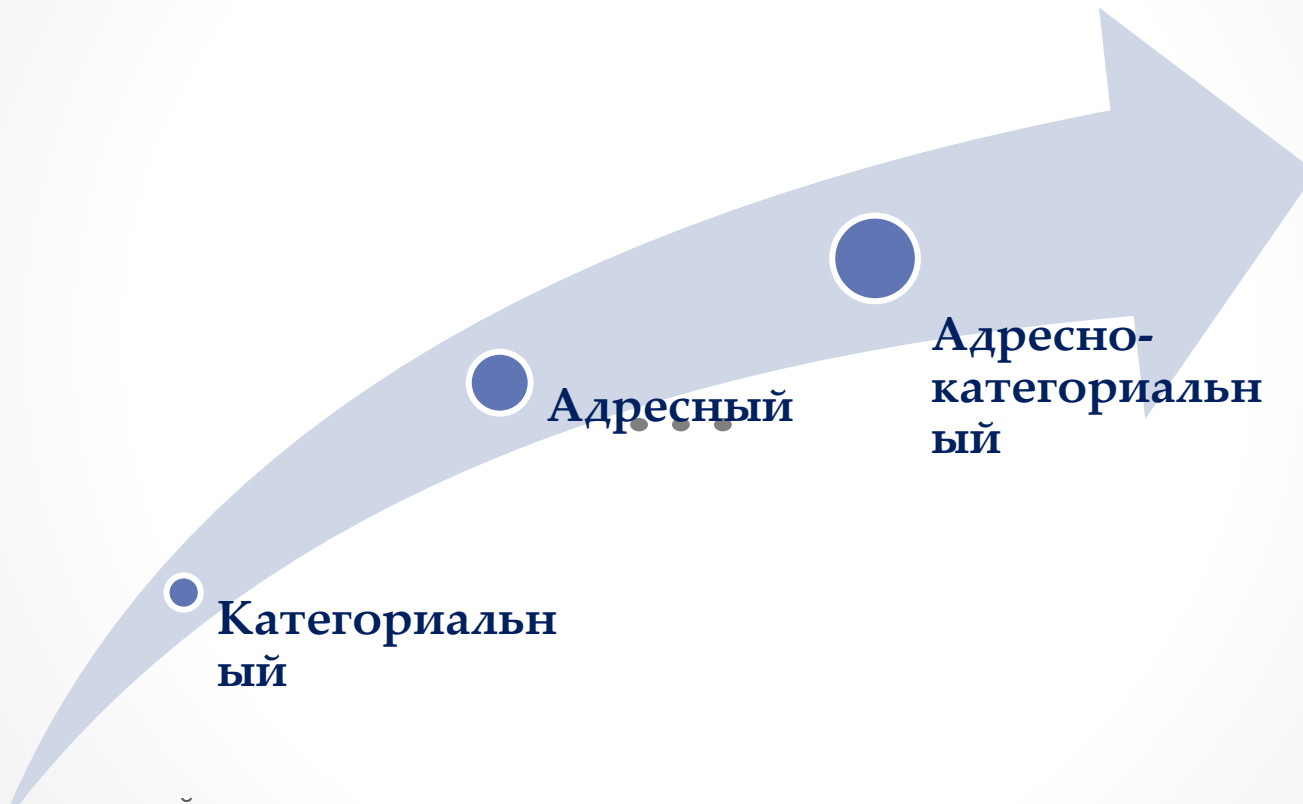 Адресно-
категориальн
ый
Адресный
Категориальн
ый